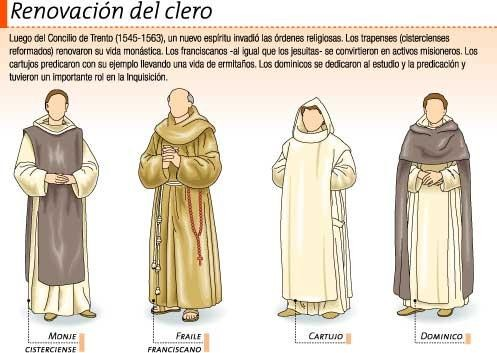 Renovación del clero
Luego del Concilio de Trento (1545-1563), un nuevo espíritu invadió las órdenes religiosas. Los trapenses (cistercienses
reformados) renovaron su vida monástica. Los franciscanos -al igual que los jesuitas- se convirtieron en activos misioneros. Los
cartujos predicaron con su ejemplo llevando una vida de ermitaños. Los dominicos se dedicaron al estudio y la predicación y
tuvieron un importante rol en la Inquisición.
MONJE
CISTERCIENSE
FRAILE
FRANCISCANO
CARTUJO
DOMINICO